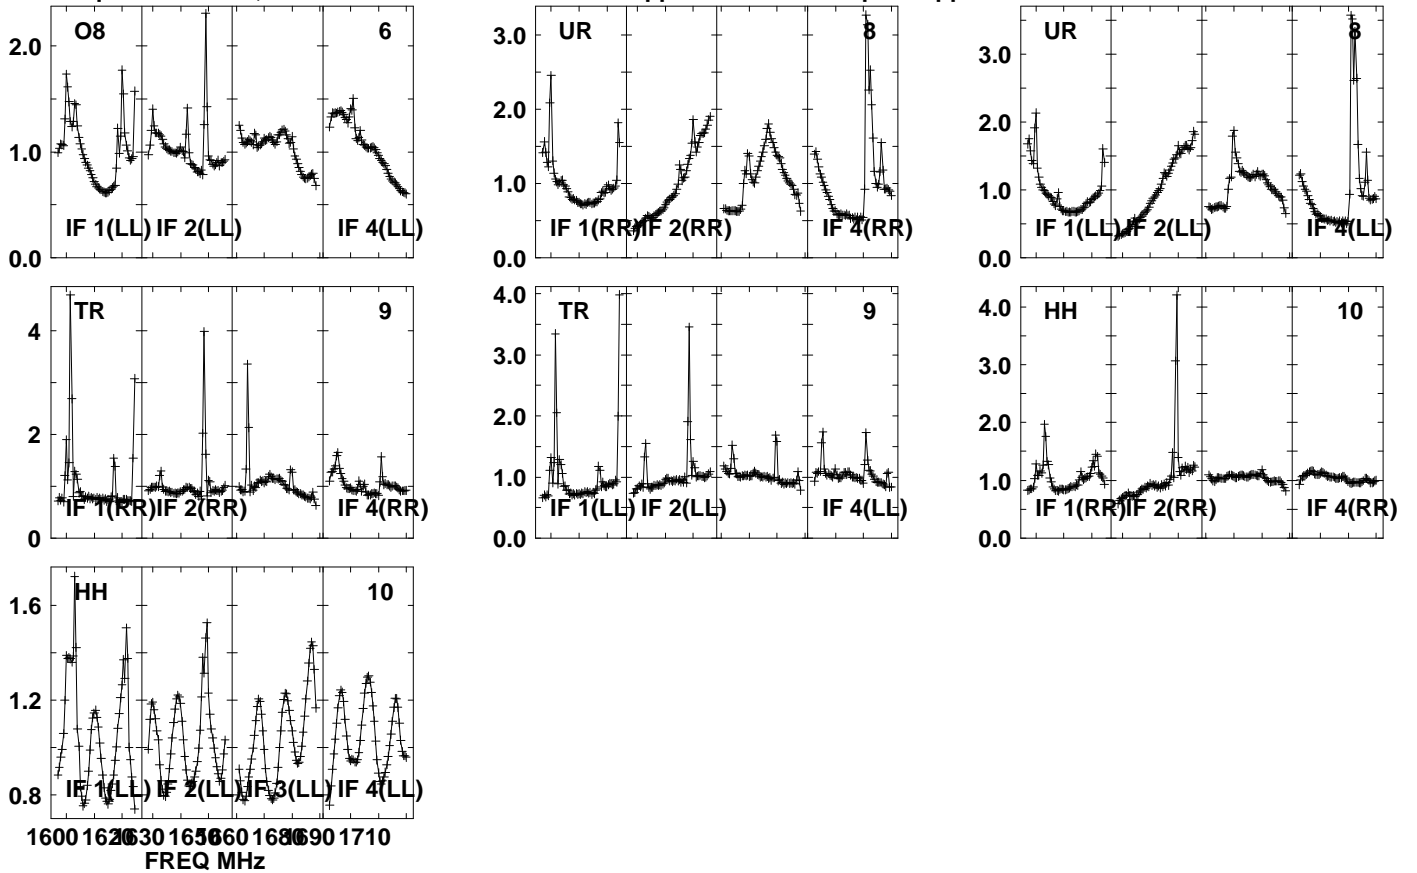 O8 6 UR 8 UR 8
2.0 1.0 0.0
3.0 2.0 1.0 0.0
3.0 2.0 1.0 0.0
IF 1(LL) IF 2(LL) IF 4(LL)
IF 1(RR) IF 2(RR) IF 4(RR)
IF 1(LL) IF 2(LL) IF 4(LL)
TR 9 TR 9 HH 10
4 2 0
4.0 3.0 2.0 1.0 0.0
4.0 3.0 2.0 1.0 0.0
IF 1(RR) IF 2(RR) IF 4(RR)
IF 1(LL) IF 2(LL) IF 4(LL)
IF 1(RR) IF 2(RR) IF 4(RR)
HH 10
1.6
1.2
0.8
IF 1(LL) IF 2(LL) IF 3(LL) IF 4(LL)
1600 1620 1630 1650 1660 1680 1690 1710
FREQ MHz